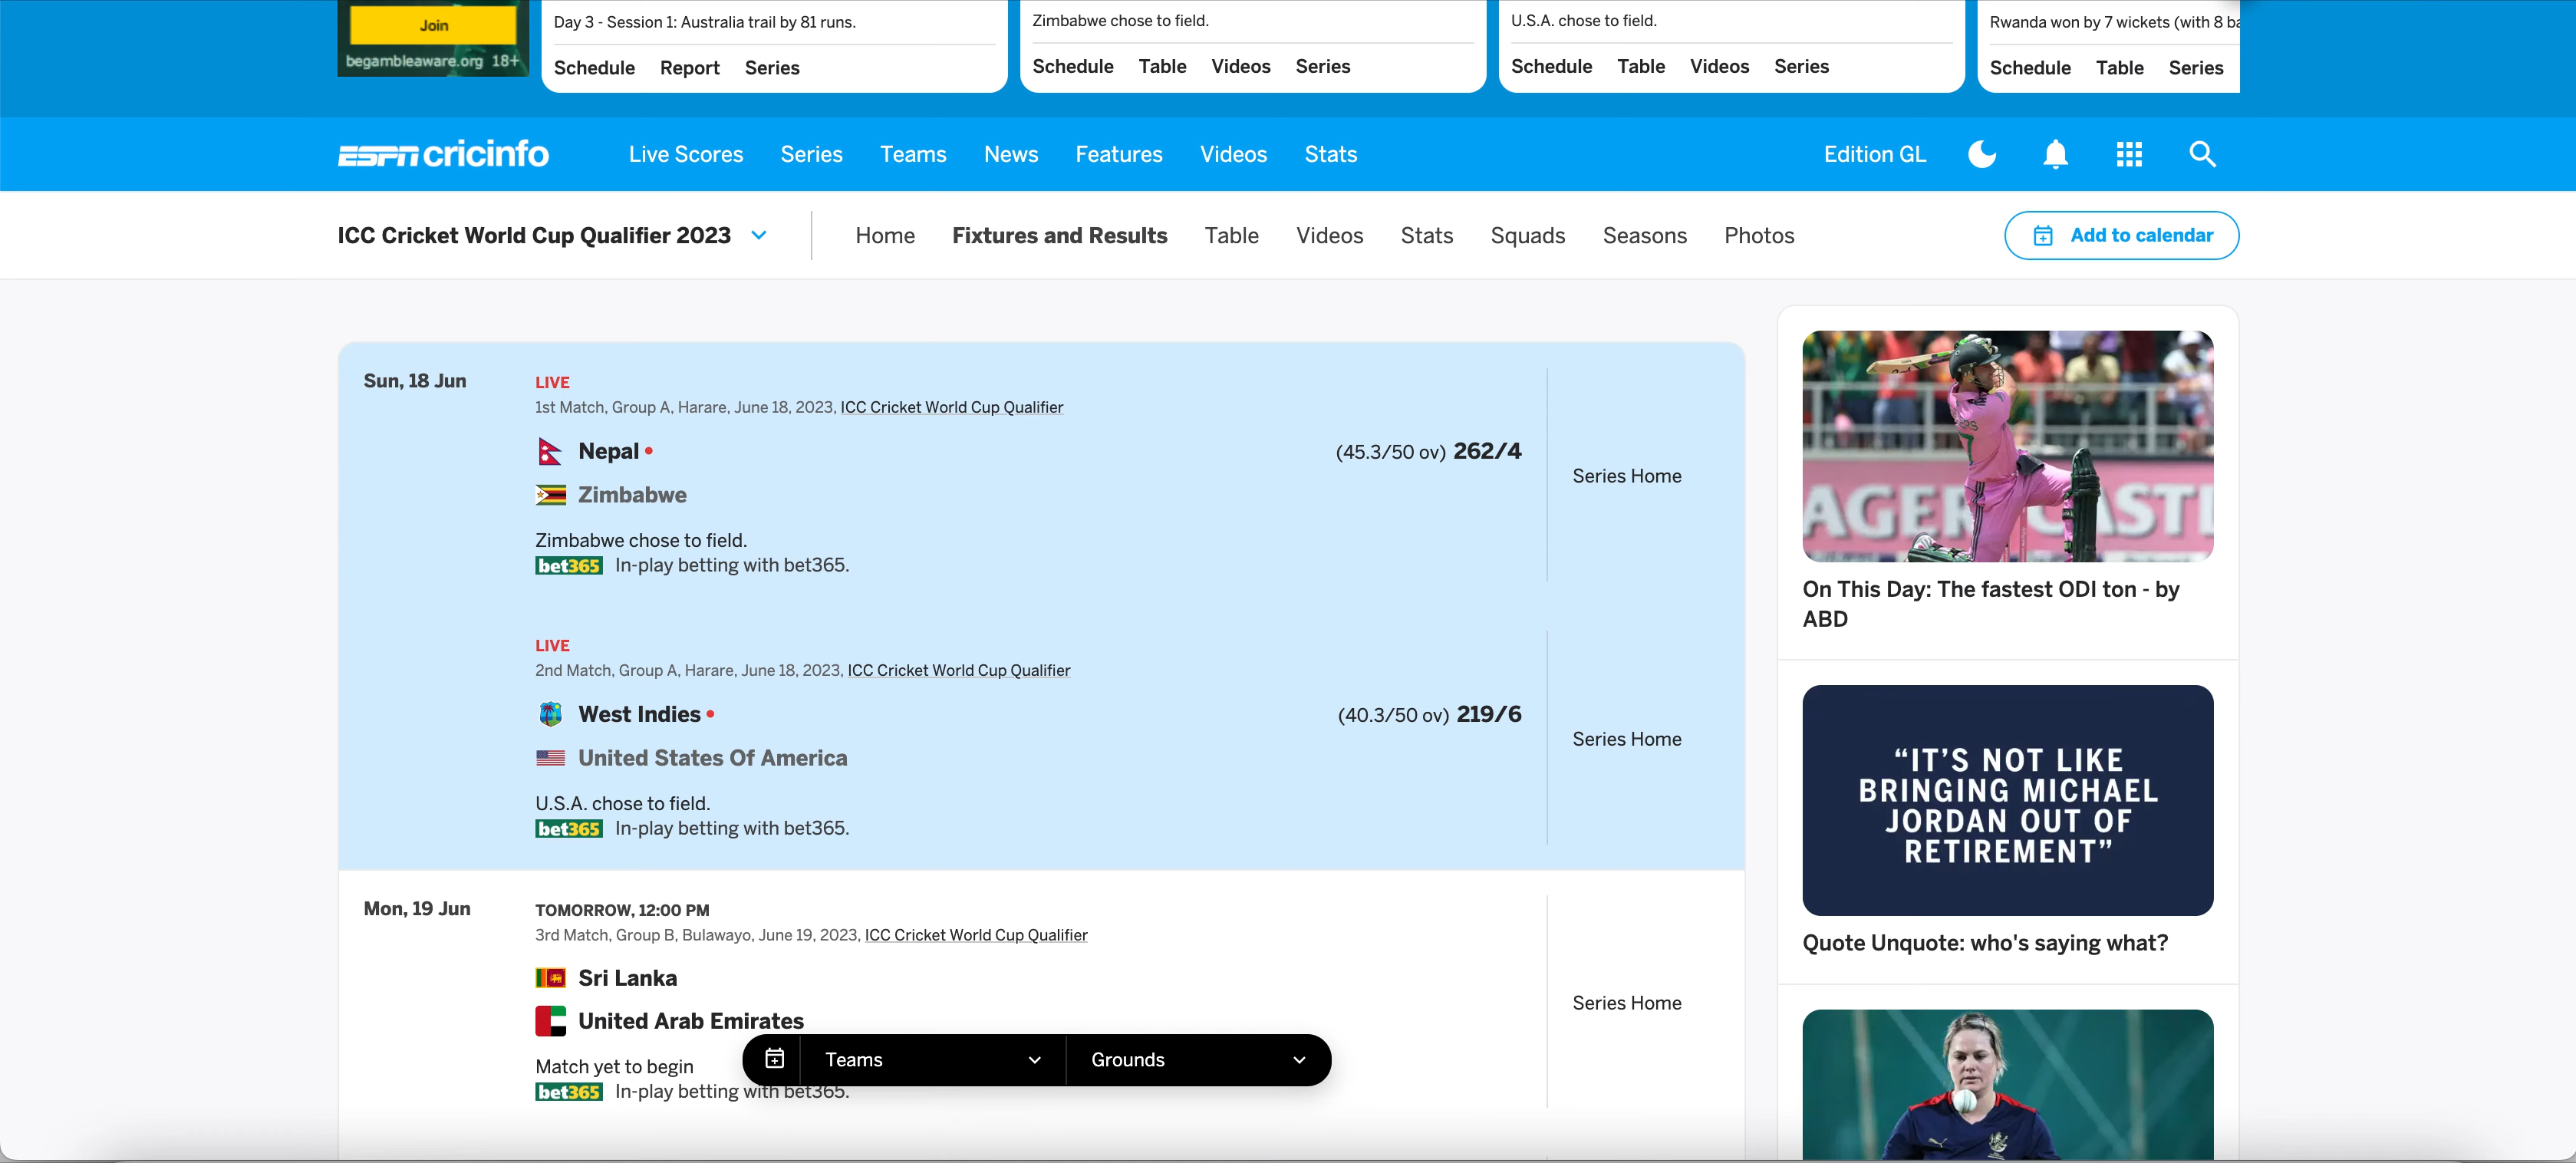 Join
begambleaware.org 18+
Day 3 - Session 1: Australia trail by 81 runs.
Schedule Report Series
Zimbabwe chose to field.
Schedule Table Videos Series
U.S.A. chose to field.
Schedule Table Videos Series
Rwanda won by 7 wickets (with 8 ba
Schedule Table Series
ESPN cricinfo Live Scores Series Teams News Features Videos Stats Edition GL
ICC Cricket World Cup Qualifier 2023 Home Fixtures and Results Table Videos Stats Squads Seasons Photos Add to calendar
Sun, 18 Jun
LIVE
1st Match, Group A, Harare, June 18, 2023, ICC Cricket World Cup Qualifier
Nepal (45.3/50 ov) 262/4
Zimbabwe
Zimbabwe chose to field.
bet365 In-play betting with bet365.
Series Home
LIVE
2nd Match, Group A, Harare, June 18, 2023, ICC Cricket World Cup Qualifier
West Indies (40.3/50 ov) 219/6
United States Of America
U.S.A. chose to field.
bet365 In-play betting with bet365.
Series Home
Mon, 19 Jun
TOMORROW, 12:00 PM
3rd Match, Group B, Bulawayo, June 19, 2023, ICC Cricket World Cup Qualifier
Sri Lanka
United Arab Emirates
Match yet to begin
bet365 In-play betting with bet365.
Series Home
Teams Grounds
On This Day: The fastest ODI ton - by
ABD
“IT’S NOT LIKE
BRINGING MICHAEL
JORDAN OUT OF
RETIREMENT”
Quote Unquote: who's saying what?